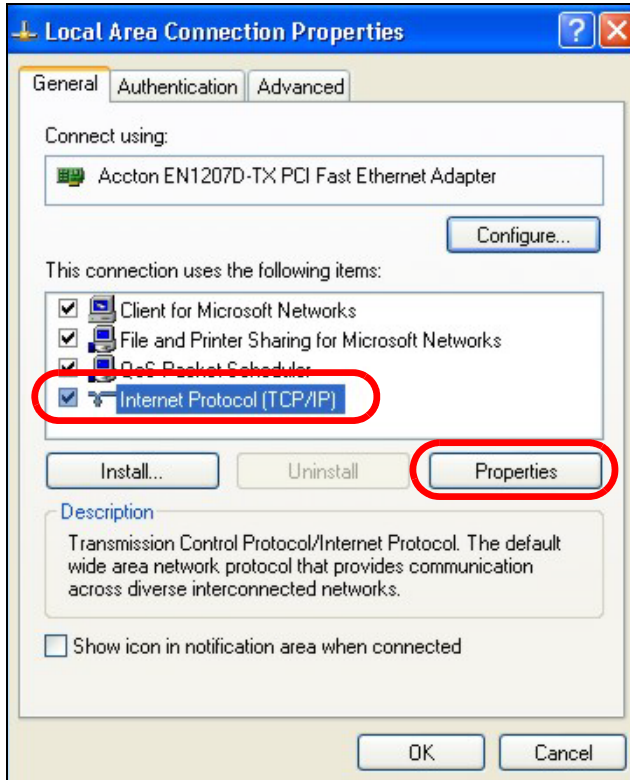 Local Area Connection Properties
General Authentication Advanced
Connect using:
Accton EN1207D-TX PCI Fast Ethernet Adapter
Configure...
This connection uses the following items:
Client for Microsoft Networks
File and Printer Sharing for Microsoft Networks
QoS Packet Scheduler
Internet Protocol (TCP/IP)
Install... Uninstall Properties
Description
Transmission Control Protocol/Internet Protocol. The default
wide area network protocol that provides communication
across diverse interconnected networks.
Show icon in notification area when connected
OK Cancel